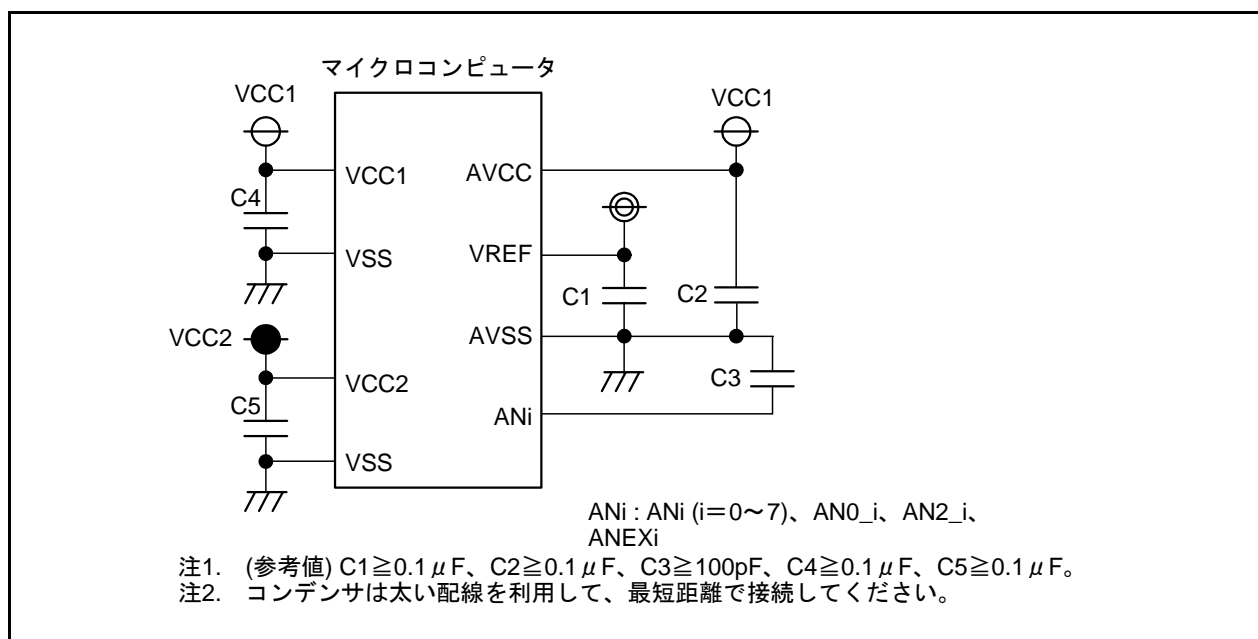 マイクロコンピュータ
VCC1
VCC1
VCC1
AVCC
C4
VSS
VREF
C1
C2
VCC2
AVSS
VCC2
C3
C5
ANi
VSS
ANi : ANi (i＝0～7)、AN0_i、AN2_i、
ANEXi
注1. (参考値) C1≧0.1μF、C2≧0.1μF、C3≧100pF、C4≧0.1μF、C5≧0.1μF。
注2. コンデンサは太い配線を利用して、最短距離で接続してください。